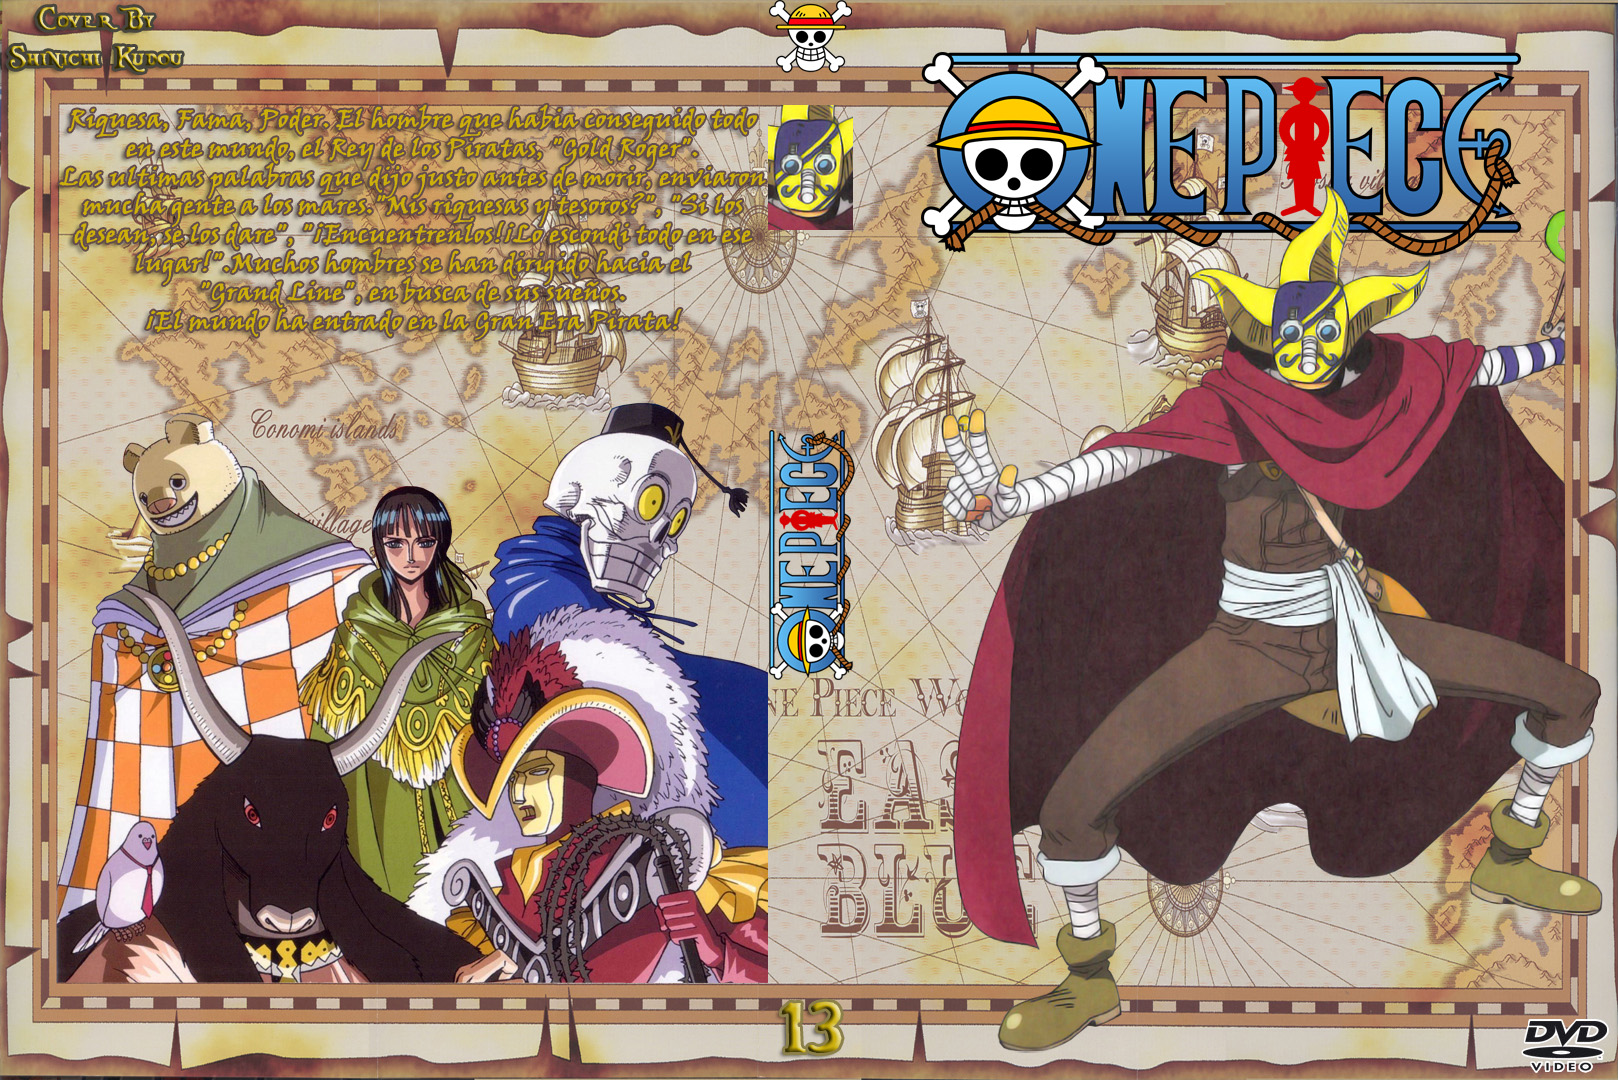 Cover By
Shinichi Kudou
Riquesa, Fama, Poder. El hombre que habia conseguido todo
en este mundo, el Rey de los Piratas, "Gold Roger".
Las ultimas palabras que dijo justo antes de morir, enviaron
mucha gente a los mares."Mis riquesas y tesoros?", "Si los
desean, se los dare", "¡Encuentrenlos!¡Lo escondi todo en ese
lugar!".Muchos hombres se han dirigido hacia el
"Grand Line", en busca de sus sueños.
¡El mundo ha entrado en la Gran Era Pirata!
Conomi islands
village
ONE PIECE
13
ONE PIECE
NE PIECE WO
EAS
BLUE
DVD
VIDEO